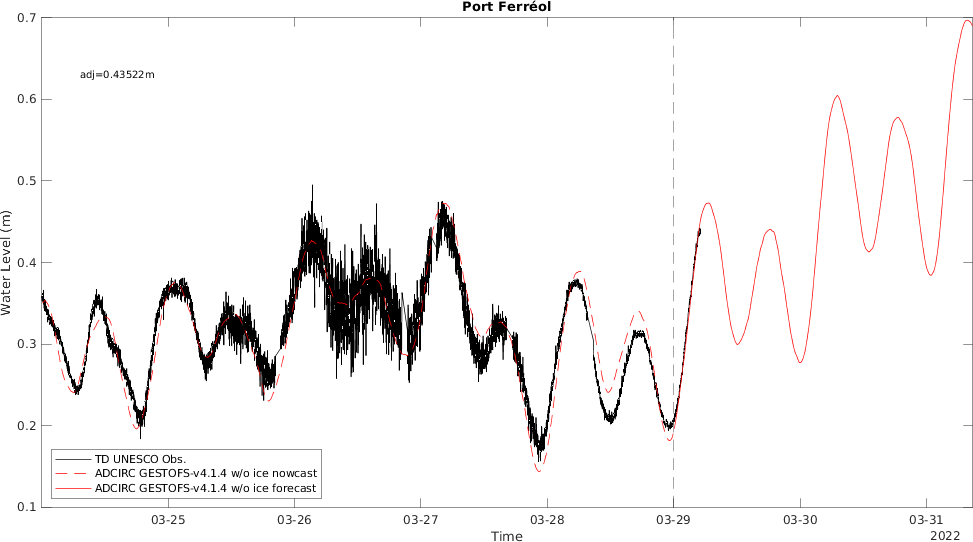 Port Ferréol
0.7
0.6
0.5
0.4
0.3
0.2
0.1
Water Level (m)
adj=0.43522m
TD UNESCO Obs.
ADCIRC GESTOFS-v4.1.4 w/o ice nowcast
ADCIRC GESTOFS-v4.1.4 w/o ice forecast
03-25 03-26 03-27 03-28 03-29 03-30 03-31
Time 2022